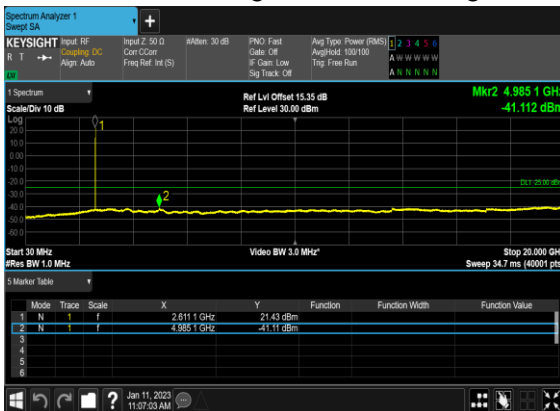 Spectrum Analyzer 1
Swept SA
+
KEYSIGHT Input: RF Input Z: 50 Ω #Atten: 30 dB PNO: Fast Avg Type: Power (RMS) 1 2 3 4 5 6
R T Coupling: DC Corr CCorr Gate: Off Avg|Hold: 100/100 A W W W W W
Align: Auto Freq Ref: Int (S) IF Gain: Low Trig: Free Run
Sig Track: Off A N N N N N
1 Spectrum Ref Lvl Offset 15.35 dB Mkr2 4.985 1 GHz
Scale/Div 10 dB Ref Level 30.00 dBm -41.112 dBm
Log
20.0
10.0
0.00
-10.0
-20.0
-30.0
-40.0
-50.0
-60.0
1
2
DL1 -25.00 dBm
Start 30 MHz Video BW 3.0 MHz* Stop 20.000 GH
#Res BW 1.0 MHz Sweep 34.7 ms (40001 pts
5 Marker Table
Mode Trace Scale X Y Function Function Width Function Value
1 N 1 f 2.611 1 GHz 21.43 dBm
2 N 1 f 4.985 1 GHz -41.11 dBm
3
4
5
6
? Jan 11, 2023
11:07:03 AM